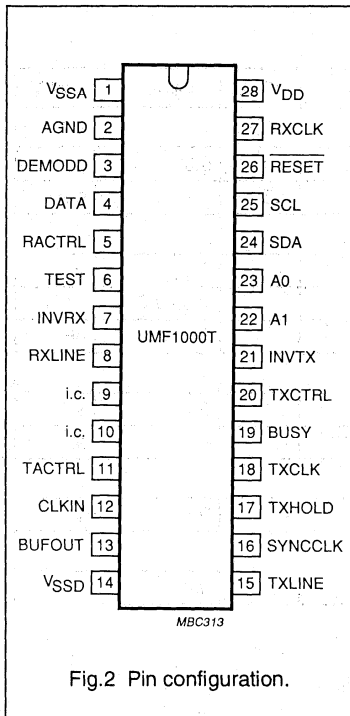 VSSA 1 28 VDD
AGND 2 27 RXCLK
DEMODD 3 26 RESET
DATA 4 25 SCL
RACTRL 5 24 SDA
TEST 6 23 A0
INVRX 7 22 A1
UMF1000T
RXLINE 8 21 INVTX
i.c. 9 20 TXCTRL
i.c. 10 19 BUSY
TACTRL 11 18 TXCLK
CLKIN 12 17 TXHOLD
BUFOUT 13 16 SYNCCLK
VSSD 14 15 TXLINE
MBC313
Fig.2 Pin configuration.